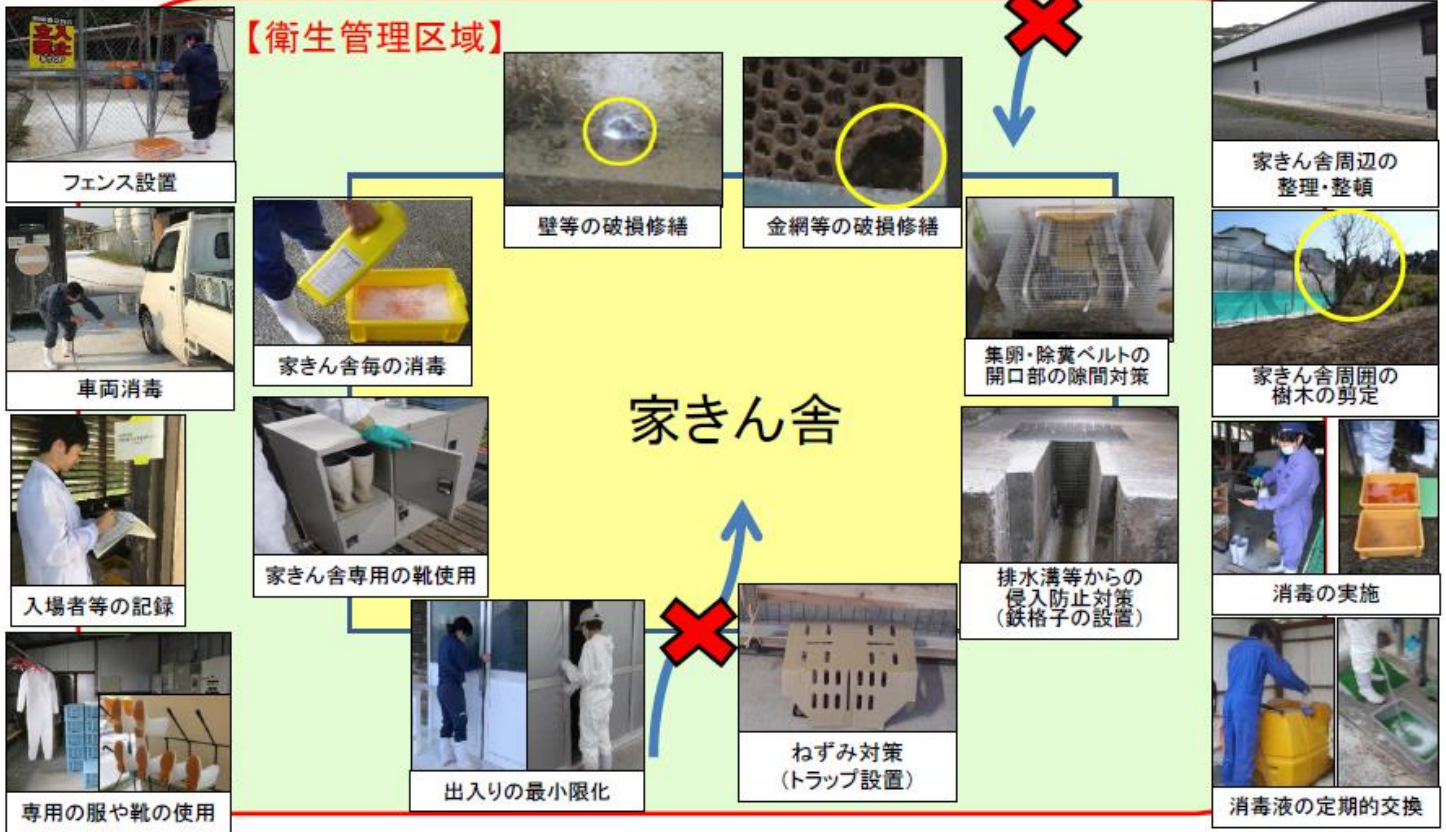 【衛生管理区域】
立入
禁止
フェンス設置
車両消毒
入場者等の記録
専用の服や靴の使用
壁等の破損修繕
金網等の破損修繕
家きん舎毎の消毒
家きん舎専用の靴使用
家きん舎
集卵・除糞ベルトの
開口部の隙間対策
排水溝等からの
侵入防止対策
(鉄格子の設置)
出入りの最小限化
ねずみ対策
(トラップ設置)
家きん舎周辺の
整理・整頓
家きん舎周囲の
樹木の剪定
消毒の実施
消毒液の定期的交換